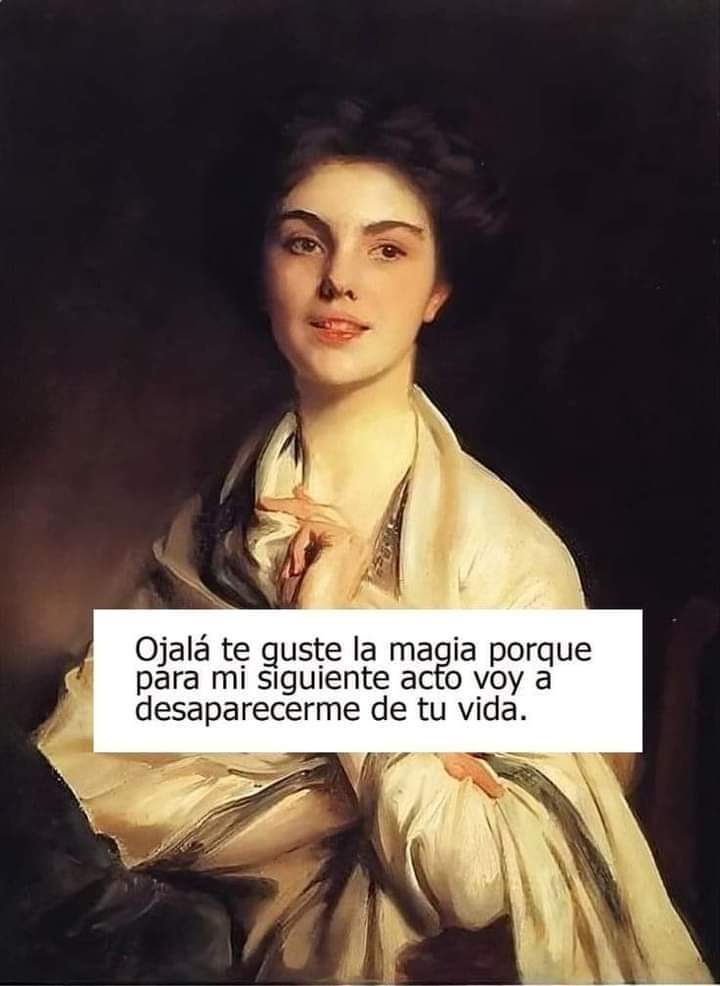 Ojalá te guste la magia porque
para mi siguiente acto voy a
desaparecerme de tu vida.